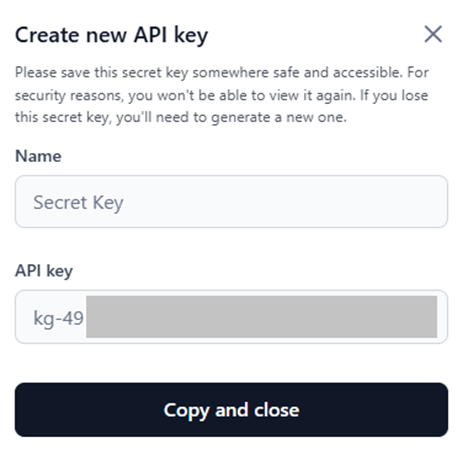 Create new API key
Please save this secret key somewhere safe and accessible. For
security reasons, you won't be able to view it again. If you lose
this secret key, you'll need to generate a new one.
Name
Secret Key
API key
kg-49
Copy and close